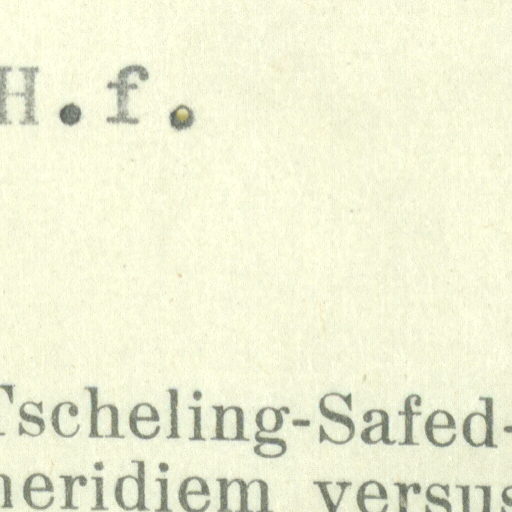 H.f.
Tscheling-Safed-
meridiem versus